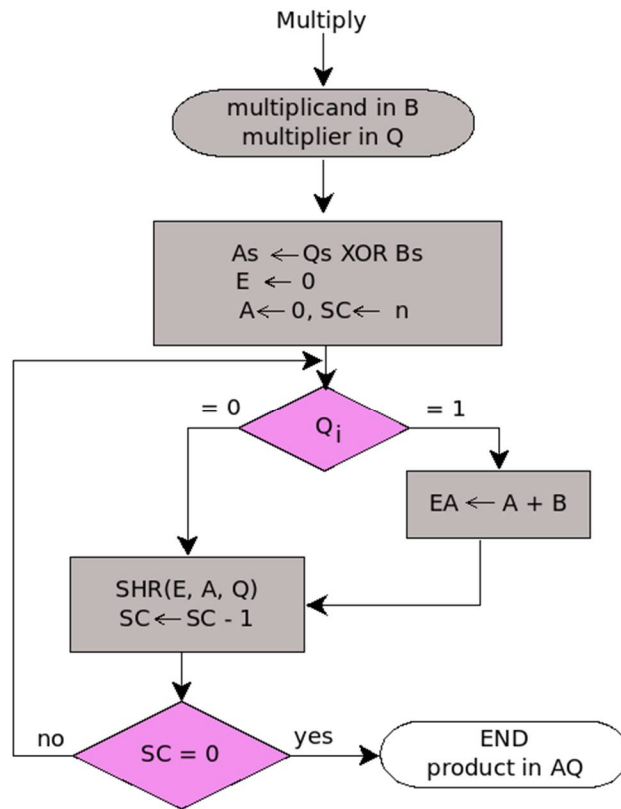 Multiply
multiplicand in B
multiplier in Q
As ← Qs XOR Bs
E ← 0
A ← 0, SC ← n
= 0
= 1
Qi
EA ← A + B
SHR(E, A, Q)
SC ← SC - 1
no
SC = 0
yes
END
product in AQ